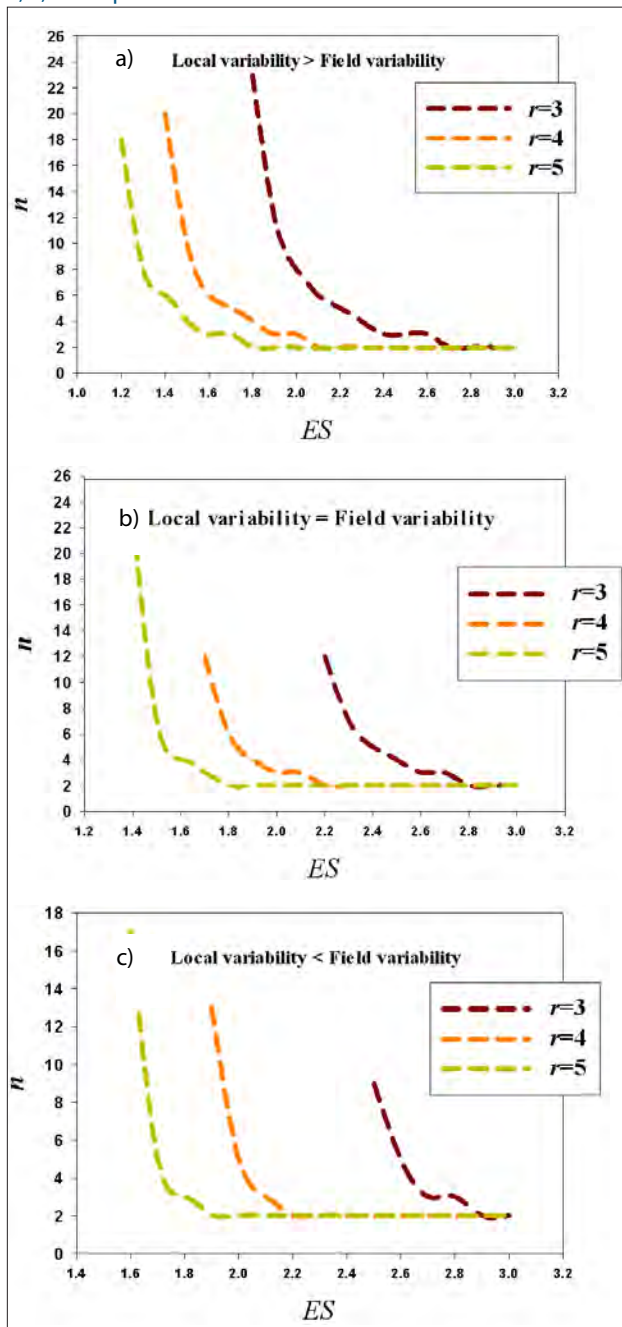 a) Local variability > Field variability
26
24
22
20
18
16
14
12
10
8
6
4
2
0
n
r=3
r=4
r=5
1.0 1.2 1.4 1.6 1.8 2.0 2.2 2.4 2.6 2.8 3.0 3.2
ES
b) Local variability = Field variability
26
24
22
20
18
16
14
12
10
8
6
4
2
0
n
r=3
r=4
r=5
1.2 1.4 1.6 1.8 2.0 2.2 2.4 2.6 2.8 3.0 3.2
ES
c) Local variability < Field variability
18
16
14
12
10
8
6
4
2
0
n
r=3
r=4
r=5
1.4 1.6 1.8 2.0 2.2 2.4 2.6 2.8 3.0 3.2
ES